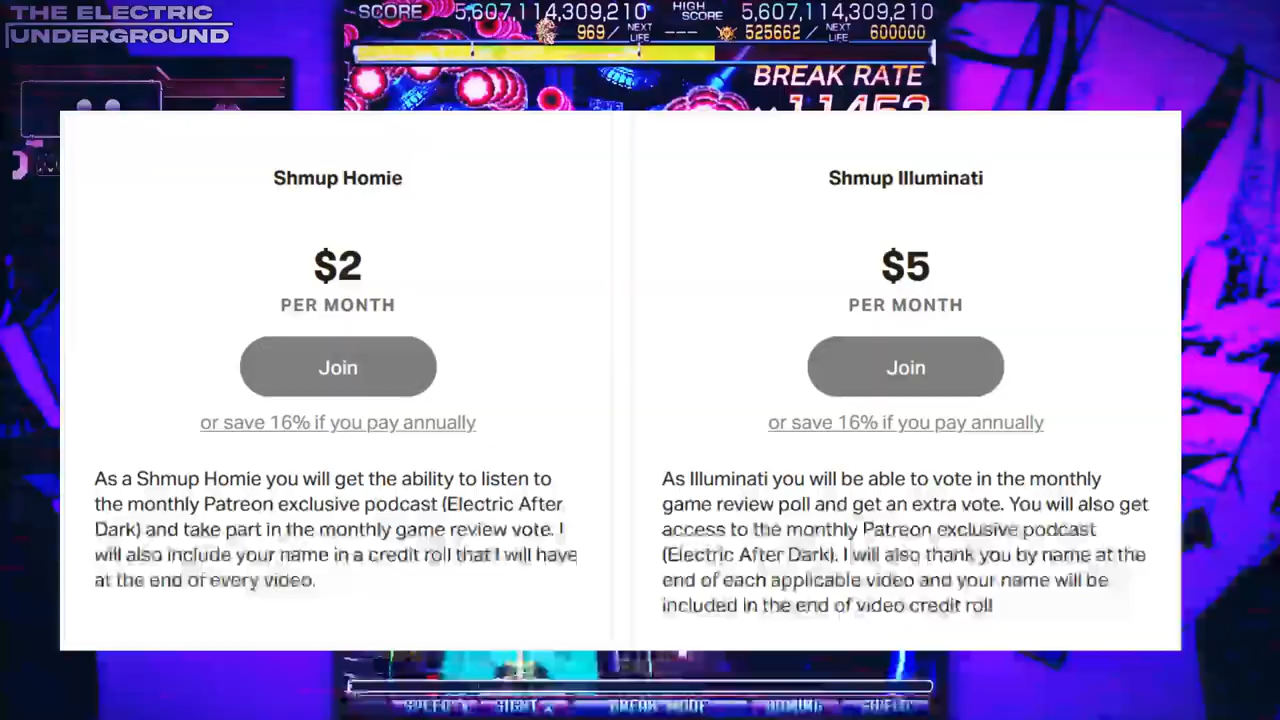 THE ELECTRIC
UNDERGROUND
SCORE 5,607,114,309,210 HIGH SCORE 5,607,114,309,210
969/ NEXT LIFE --- 525662/ NEXT LIFE 600000
BREAK RATE
Shmup Homie
$2
PER MONTH
Join
or save 16% if you pay annually
As a Shmup Homie you will get the ability to listen to
the monthly Patreon exclusive podcast (Electric After
Dark) and take part in the monthly game review vote. I
will also include your name in a credit roll that I will have
at the end of every video.
Shmup Illuminati
$5
PER MONTH
Join
or save 16% if you pay annually
As Illuminati you will be able to vote in the monthly
game review poll and get an extra vote. You will also get
access to the monthly Patreon exclusive podcast
(Electric After Dark). I will also thank you by name at the
end of each applicable video and your name will be
included in the end of video credit roll
BREAK MODE